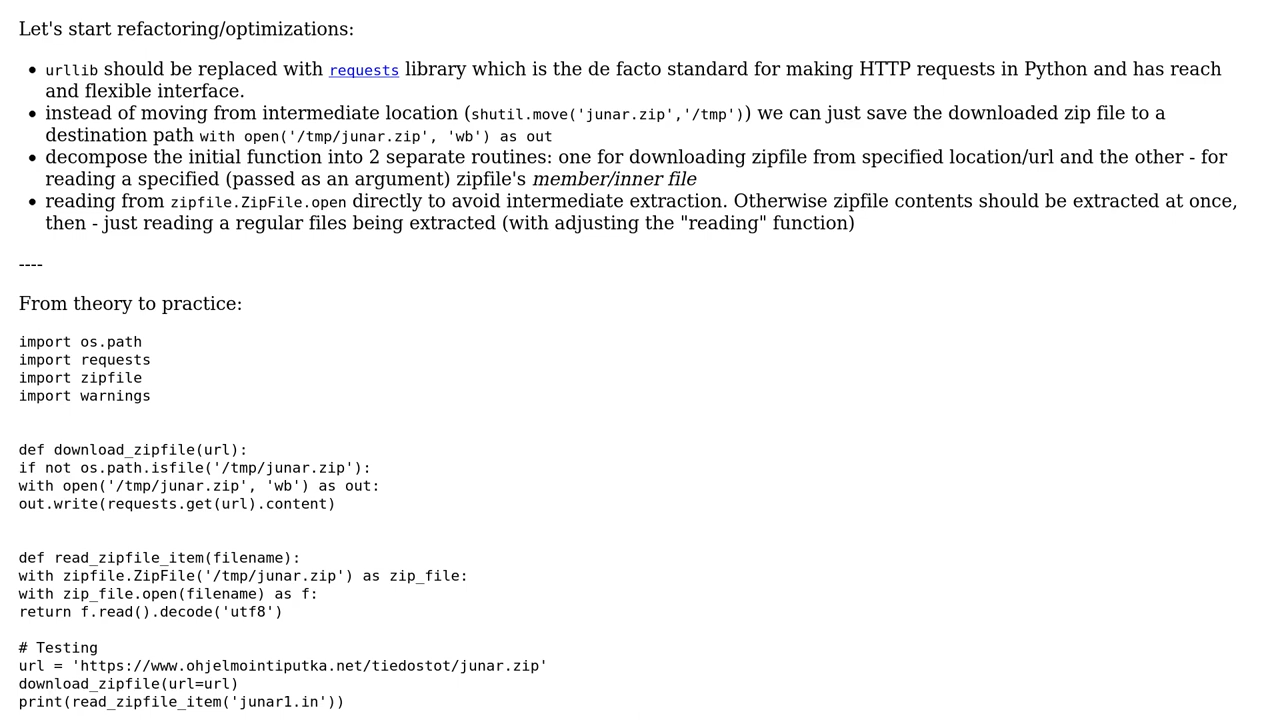 Let's start refactoring/optimizations:
• urllib should be replaced with requests library which is the de facto standard for making HTTP requests in Python and has reach
and flexible interface.
• instead of moving from intermediate location (shutil.move('junar.zip','/tmp')) we can just save the downloaded zip file to a
destination path with open('/tmp/junar.zip', 'wb') as out
• decompose the initial function into 2 separate routines: one for downloading zipfile from specified location/url and the other - for
reading a specified (passed as an argument) zipfile's member/inner file
• reading from zipfile.ZipFile.open directly to avoid intermediate extraction. Otherwise zipfile contents should be extracted at once,
then - just reading a regular files being extracted (with adjusting the "reading" function)
----
From theory to practice:
import os.path
import requests
import zipfile
import warnings
def download_zipfile(url):
if not os.path.isfile('/tmp/junar.zip'):
with open('/tmp/junar.zip', 'wb') as out:
out.write(requests.get(url).content)
def read_zipfile_item(filename):
with zipfile.ZipFile('/tmp/junar.zip') as zip_file:
with zip_file.open(filename) as f:
return f.read().decode('utf8')
# Testing
url = 'https://www.ohjelmointiputka.net/tiedostot/junar.zip'
download_zipfile(url=url)
print(read_zipfile_item('junar1.in'))